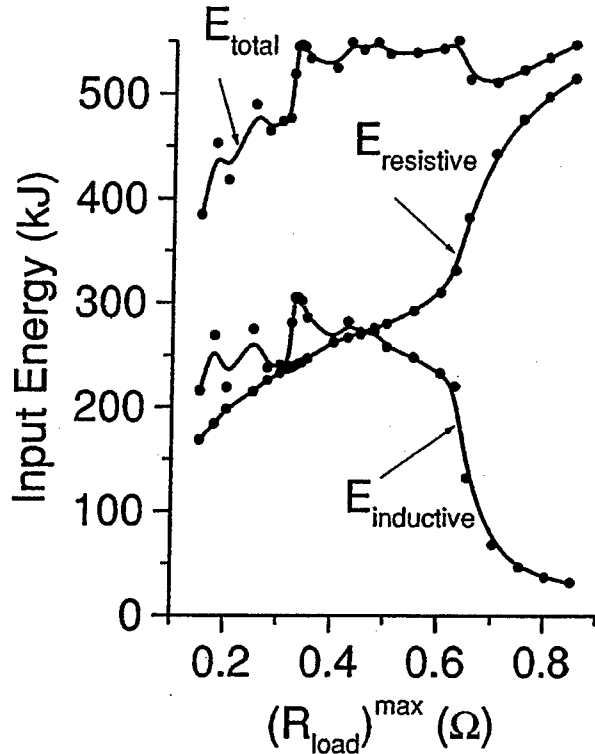 E_total
500
E_resistive
400
Input Energy (kJ)
300
200
E_inductive
100
0
0.2 0.4 0.6 0.8
(R_load)^max (Ω)